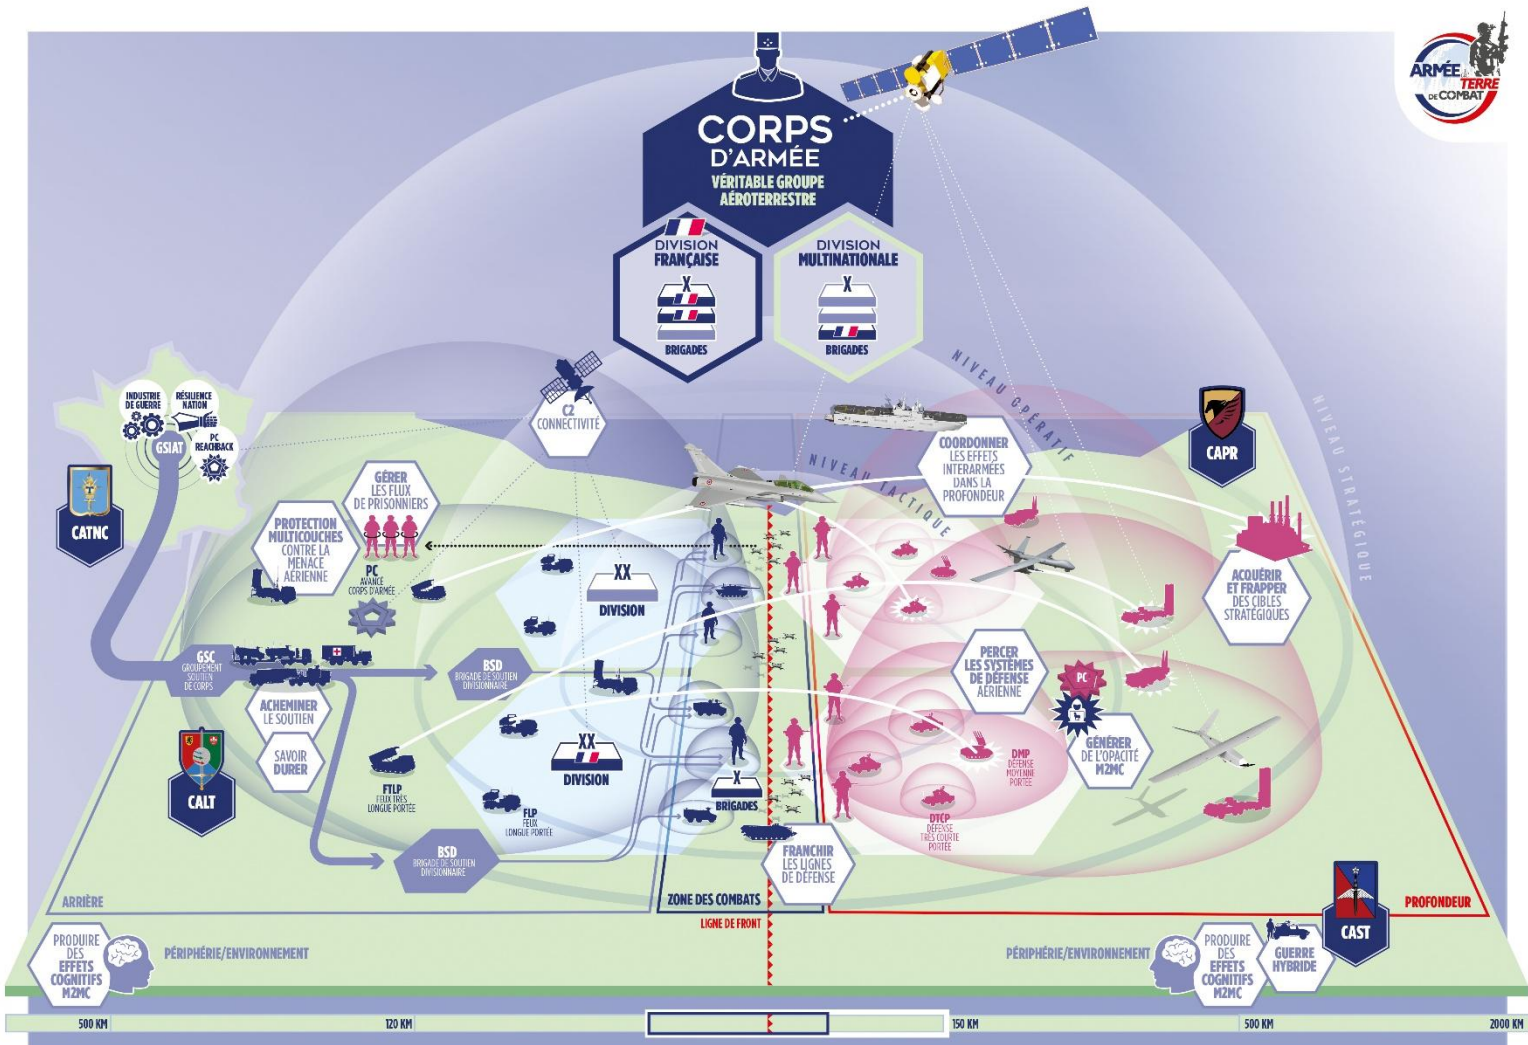 ARMÉE
DE TERRE
DE COMBAT
CORPS
D'ARMÉE
VÉRITABLE GROUPE
AÉROTERRESTRE
DIVISION
FRANÇAISE
X
BRIGADES
DIVISION
MULTINATIONALE
X
BRIGADES
NIVEAU OPÉRATIF
NIVEAU STRATÉGIQUE
NIVEAU TACTIQUE
INDUSTRIE
DE GUERRE
RÉSILIENCE
NATION
PC
REACHBACK
GSIAT
CATNC
C2
CONNECTIVITÉ
COORDONNER
LES EFFETS
INTERARMÉES
DANS LA
PROFONDEUR
CAPR
GÉRER
LES FLUX
DE PRISONNIERS
PROTECTION
MULTICOUCHES
CONTRE LA
MENACE
AÉRIENNE
PC
AVANCÉ
CORPS D'ARMÉE
XX
DIVISION
ACQUÉRIR
ET FRAPPER
DES CIBLES
STRATÉGIQUES
GSC
GROUPEMENT
SOUTIEN
DE CORPS
BSD
BRIGADE DE SOUTIEN
DIVISIONNAIRE
PERCER
LES SYSTÈMES
DE DÉFENSE
AÉRIENNE
PC
ACHEMINER
LE SOUTIEN
SAVOIR
DURER
CALT
FTLP
FEUX TRÈS
LONGUE PORTÉE
XX
DIVISION
FLP
FEUX
LONGUE PORTÉE
X
BRIGADES
DMP
DÉFENSE
MOYENNE
PORTÉE
GÉNÉRER
DE L'OPACITÉ
M2MC
DTCP
DÉFENSE
TRÈS COURTE
PORTÉE
BSD
BRIGADE DE SOUTIEN
DIVISIONNAIRE
FRANCHIR
LES LIGNES
DE DÉFENSE
ARRIÈRE
ZONE DES COMBATS
PROFONDEUR
LIGNE DE FRONT
CAST
PRODUIRE
DES
EFFETS
COGNITIFS
M2MC
PÉRIPHÉRIE/ENVIRONNEMENT
PÉRIPHÉRIE/ENVIRONNEMENT
PRODUIRE
DES
EFFETS
COGNITIFS
M2MC
GUERRE
HYBRIDE
500 KM
120 KM
150 KM
500 KM
2000 KM